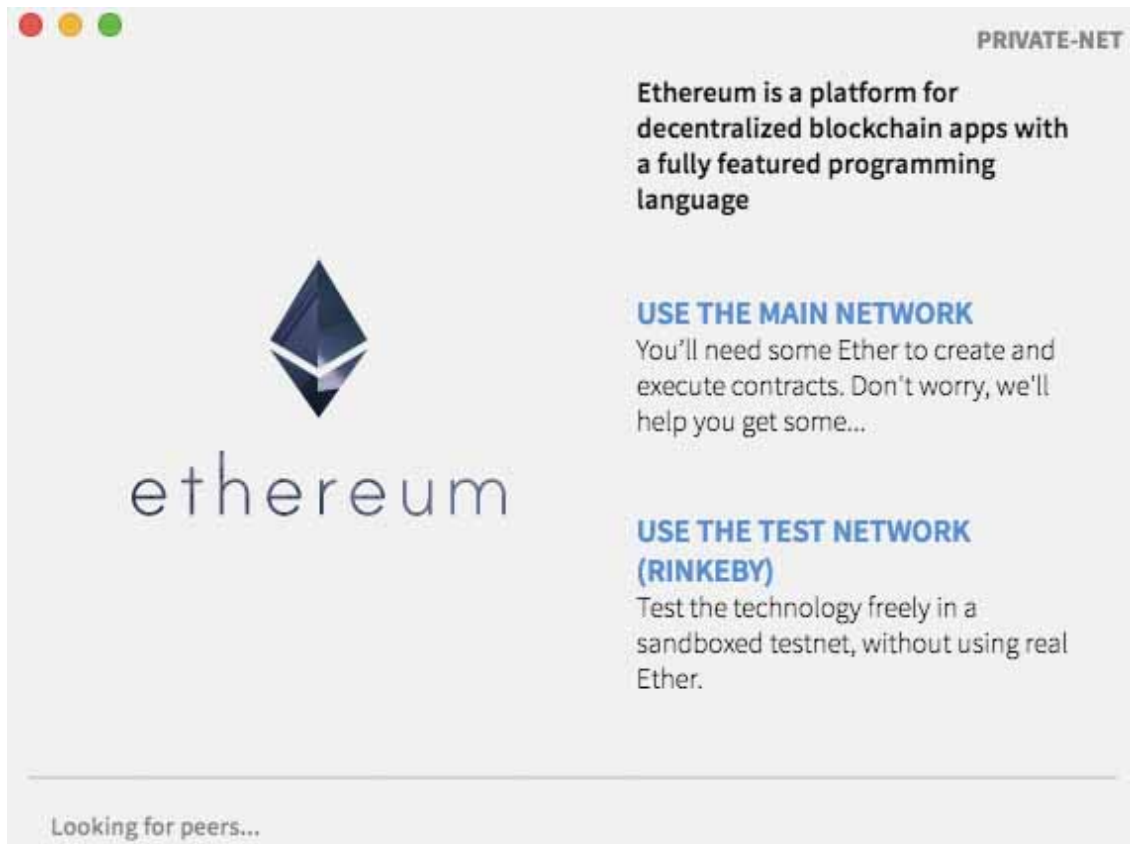 PRIVATE-NET
Ethereum is a platform for
decentralized blockchain apps with
a fully featured programming
language
ethereum
USE THE MAIN NETWORK
You'll need some Ether to create and
execute contracts. Don't worry, we'll
help you get some...
USE THE TEST NETWORK
(RINKEBY)
Test the technology freely in a
sandboxed testnet, without using real
Ether.
Looking for peers...